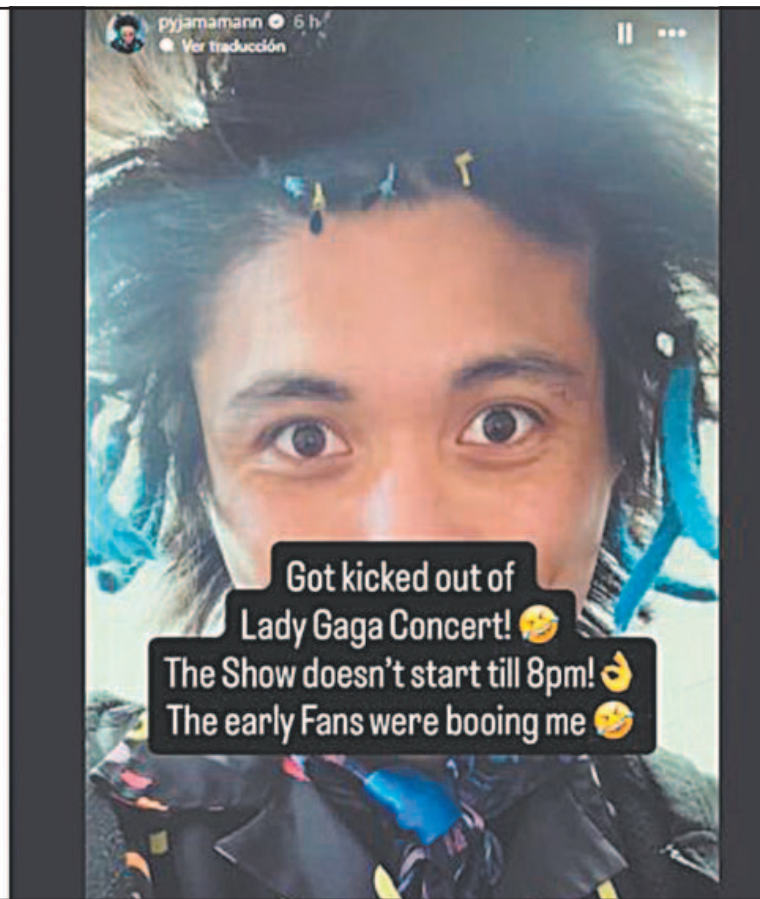 pyjamamann 6 h
Ver traducción
Got kicked out of
Lady Gaga Concert! 🤣
The Show doesn't start till 8pm!👌
The early Fans were booing me 🤣